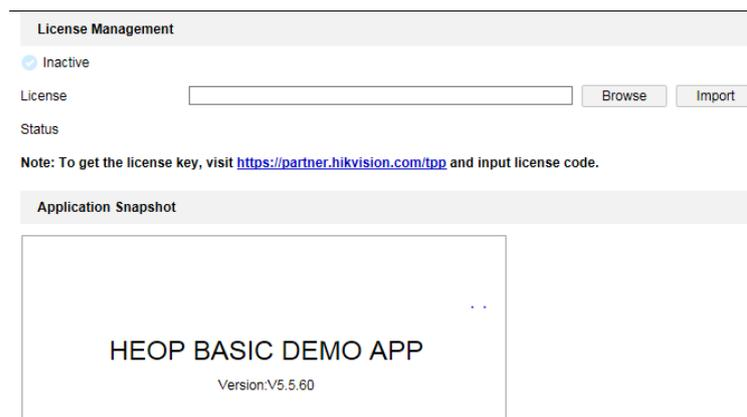 License Management
Inactive
License Browse Import
Status
Note: To get the license key, visit https://partner.hikvision.com/tpp and input license code.
Application Snapshot
HEOP BASIC DEMO APP
Version:V5.5.60